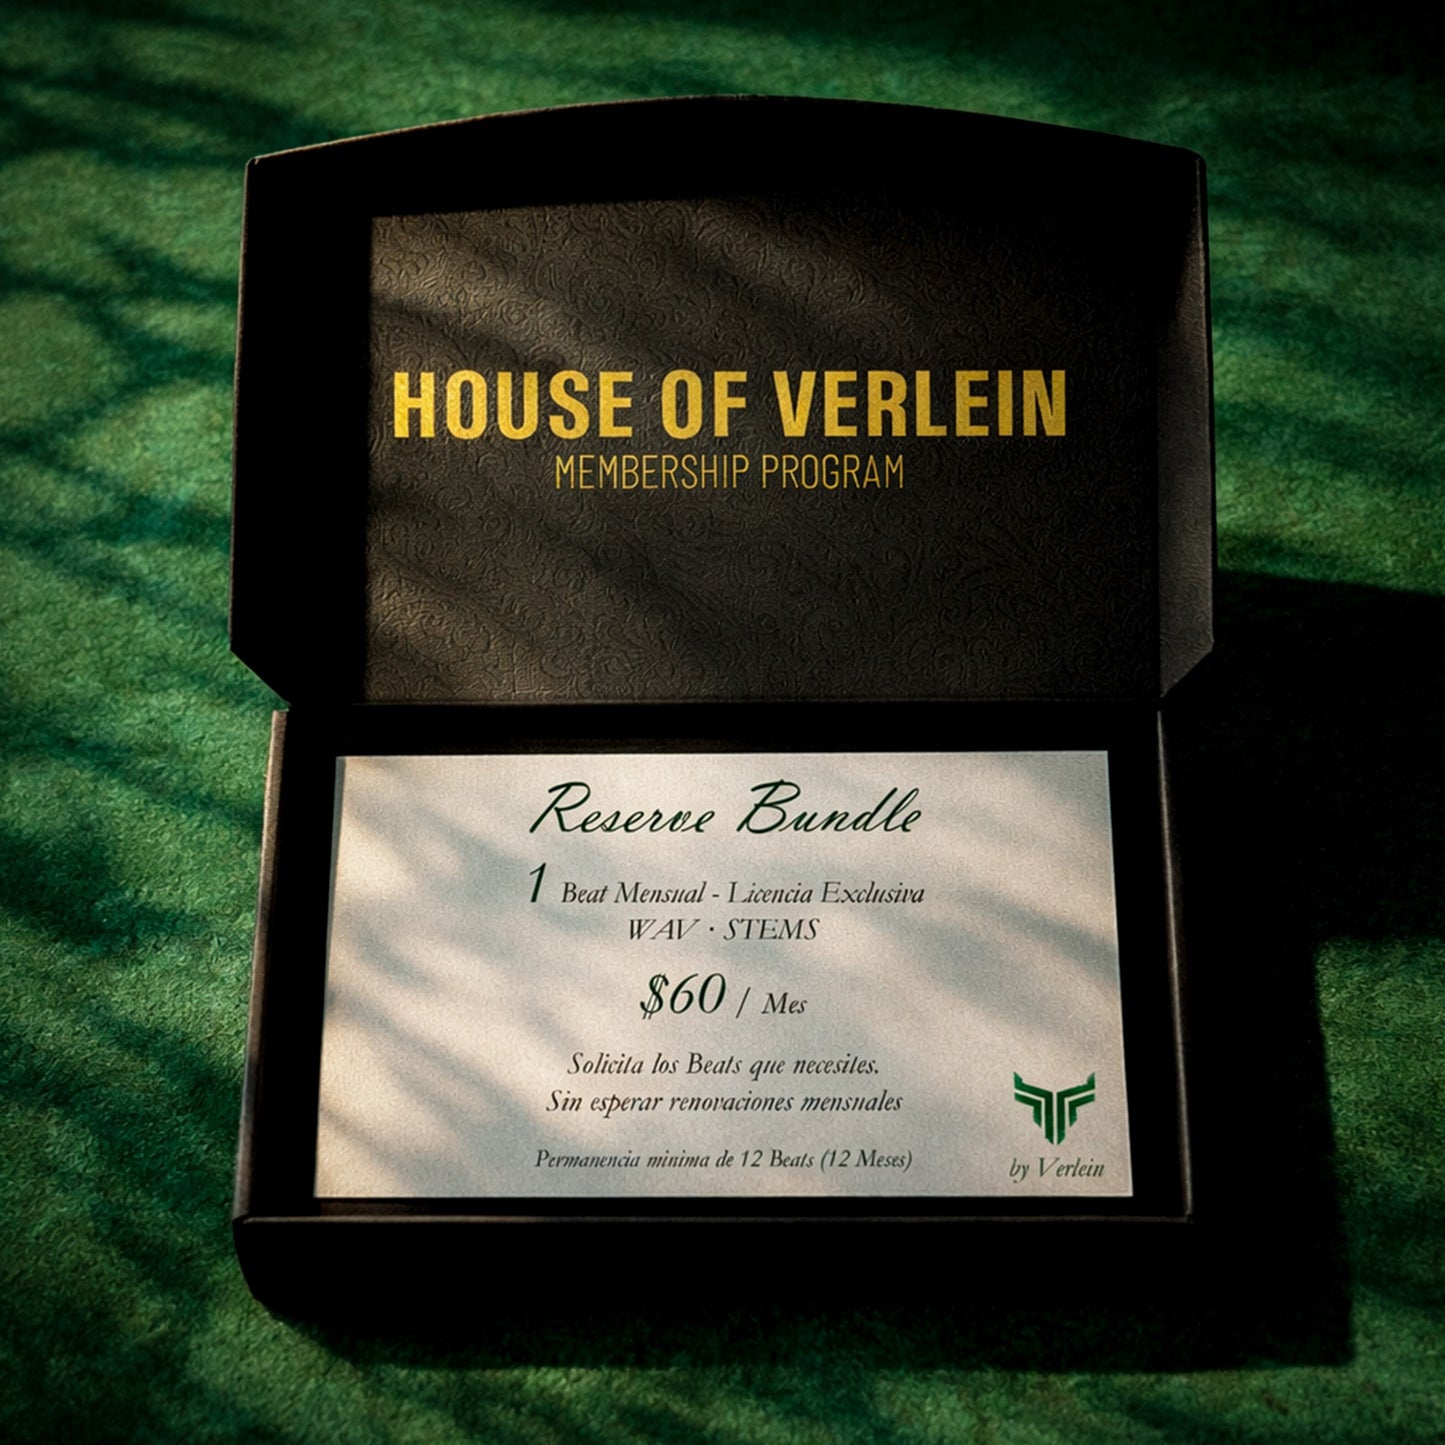 HOUSE OF VERLEIN
MEMBERSHIP PROGRAM
Reserve Bundle
1 Beat Mensual - Licencia Exclusiva
WAV · STEMS
$60 / Mes
Solicita los Beats que necesites.
Sin esperar renovaciones mensuales
Permanencia minima de 12 Beats (12 Meses)
by Verlein